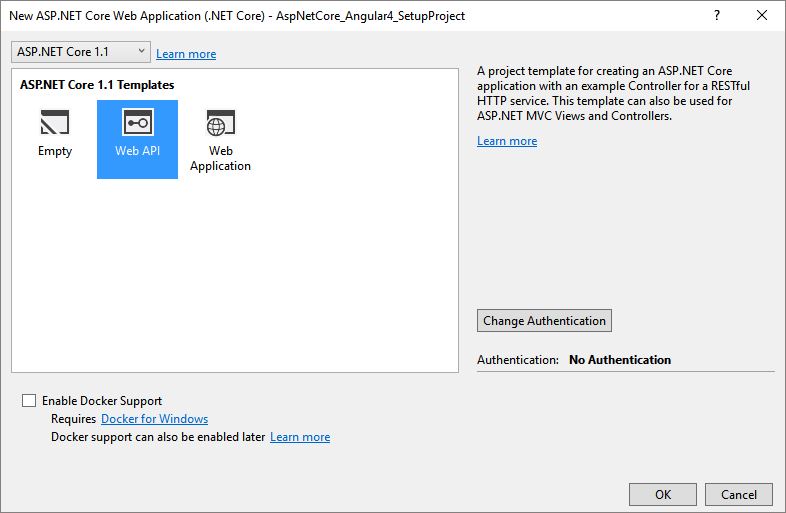 New ASP.NET Core Web Application (.NET Core) - AspNetCore_Angular4_SetupProject
ASP.NET Core 1.1
Learn more
ASP.NET Core 1.1 Templates
Empty
Web API
Web
Application
A project template for creating an ASP.NET Core
application with an example Controller for a RESTful
HTTP service. This template can also be used for
ASP.NET MVC Views and Controllers.
Learn more
Change Authentication
Authentication: No Authentication
Enable Docker Support
Requires Docker for Windows
Docker support can also be enabled later Learn more
OK
Cancel